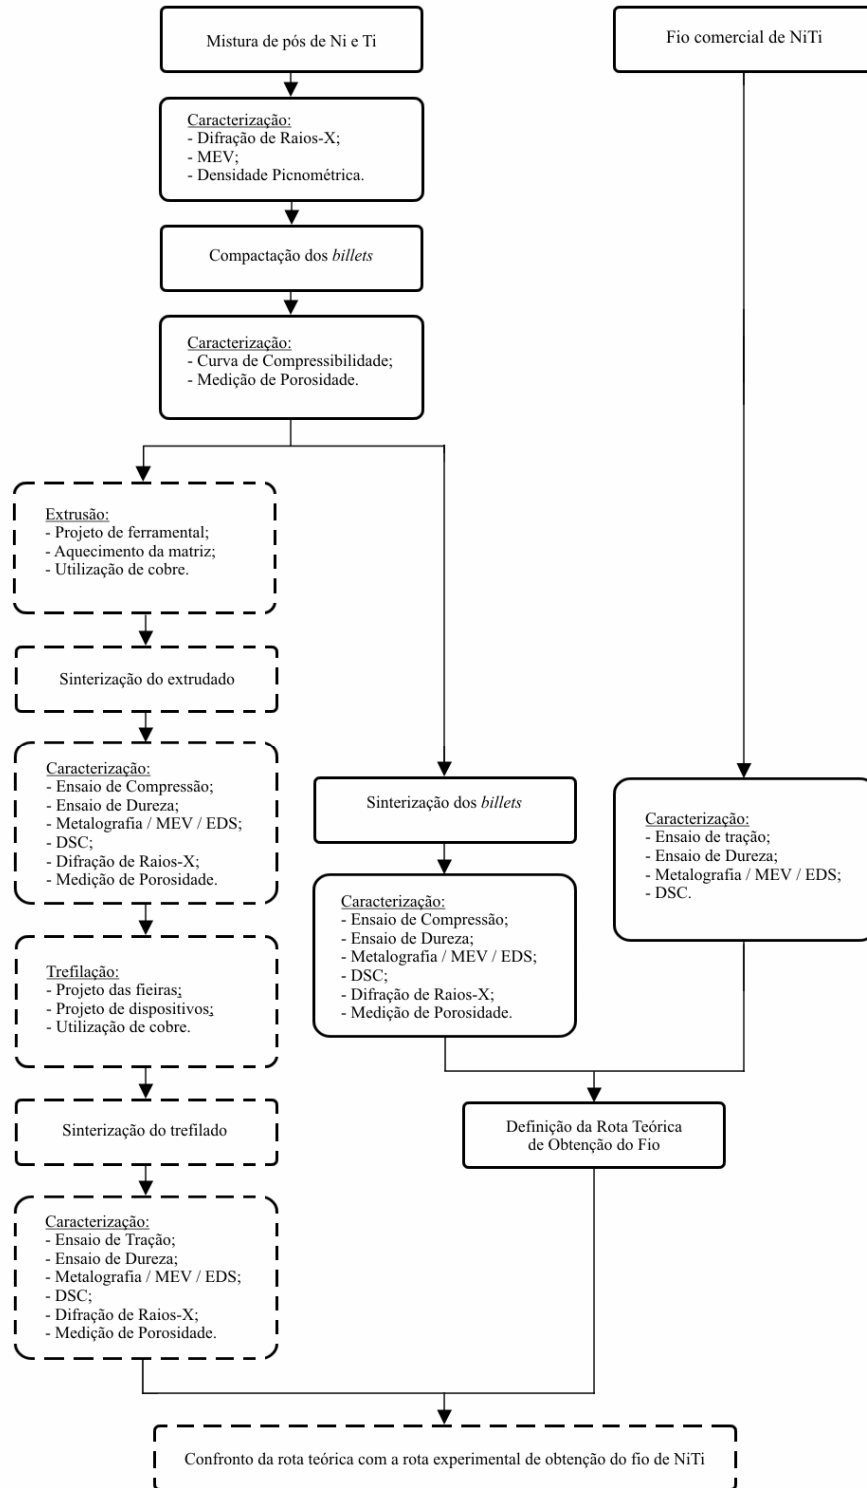 Mistura de pós de Ni e Ti
Fio comercial de NiTi
Caracterização:
- Difração de Raios-X;
- MEV;
- Densidade Picnométrica.
Compactação dos billets
Caracterização:
- Curva de Compressibilidade;
- Medição de Porosidade.
Extrusão:
- Projeto de ferramental;
- Aquecimento da matriz;
- Utilização de cobre.
Sinterização do extrudado
Caracterização:
- Ensaio de Compressão;
- Ensaio de Dureza;
- Metalografia / MEV / EDS;
- DSC;
- Difração de Raios-X;
- Medição de Porosidade.
Trefilação:
- Projeto das fieiras;
- Projeto de dispositivos;
- Utilização de cobre.
Sinterização do trefilado
Caracterização:
- Ensaio de Tração;
- Ensaio de Dureza;
- Metalografia / MEV / EDS;
- DSC;
- Difração de Raios-X;
- Medição de Porosidade.
Sinterização dos billets
Caracterização:
- Ensaio de Compressão;
- Ensaio de Dureza;
- Metalografia / MEV / EDS;
- DSC;
- Difração de Raios-X;
- Medição de Porosidade.
Caracterização:
- Ensaio de tração;
- Ensaio de Dureza;
- Metalografia / MEV / EDS;
- DSC.
Definição da Rota Teórica
de Obtenção do Fio
Confronto da rota teórica com a rota experimental de obtenção do fio de NiTi